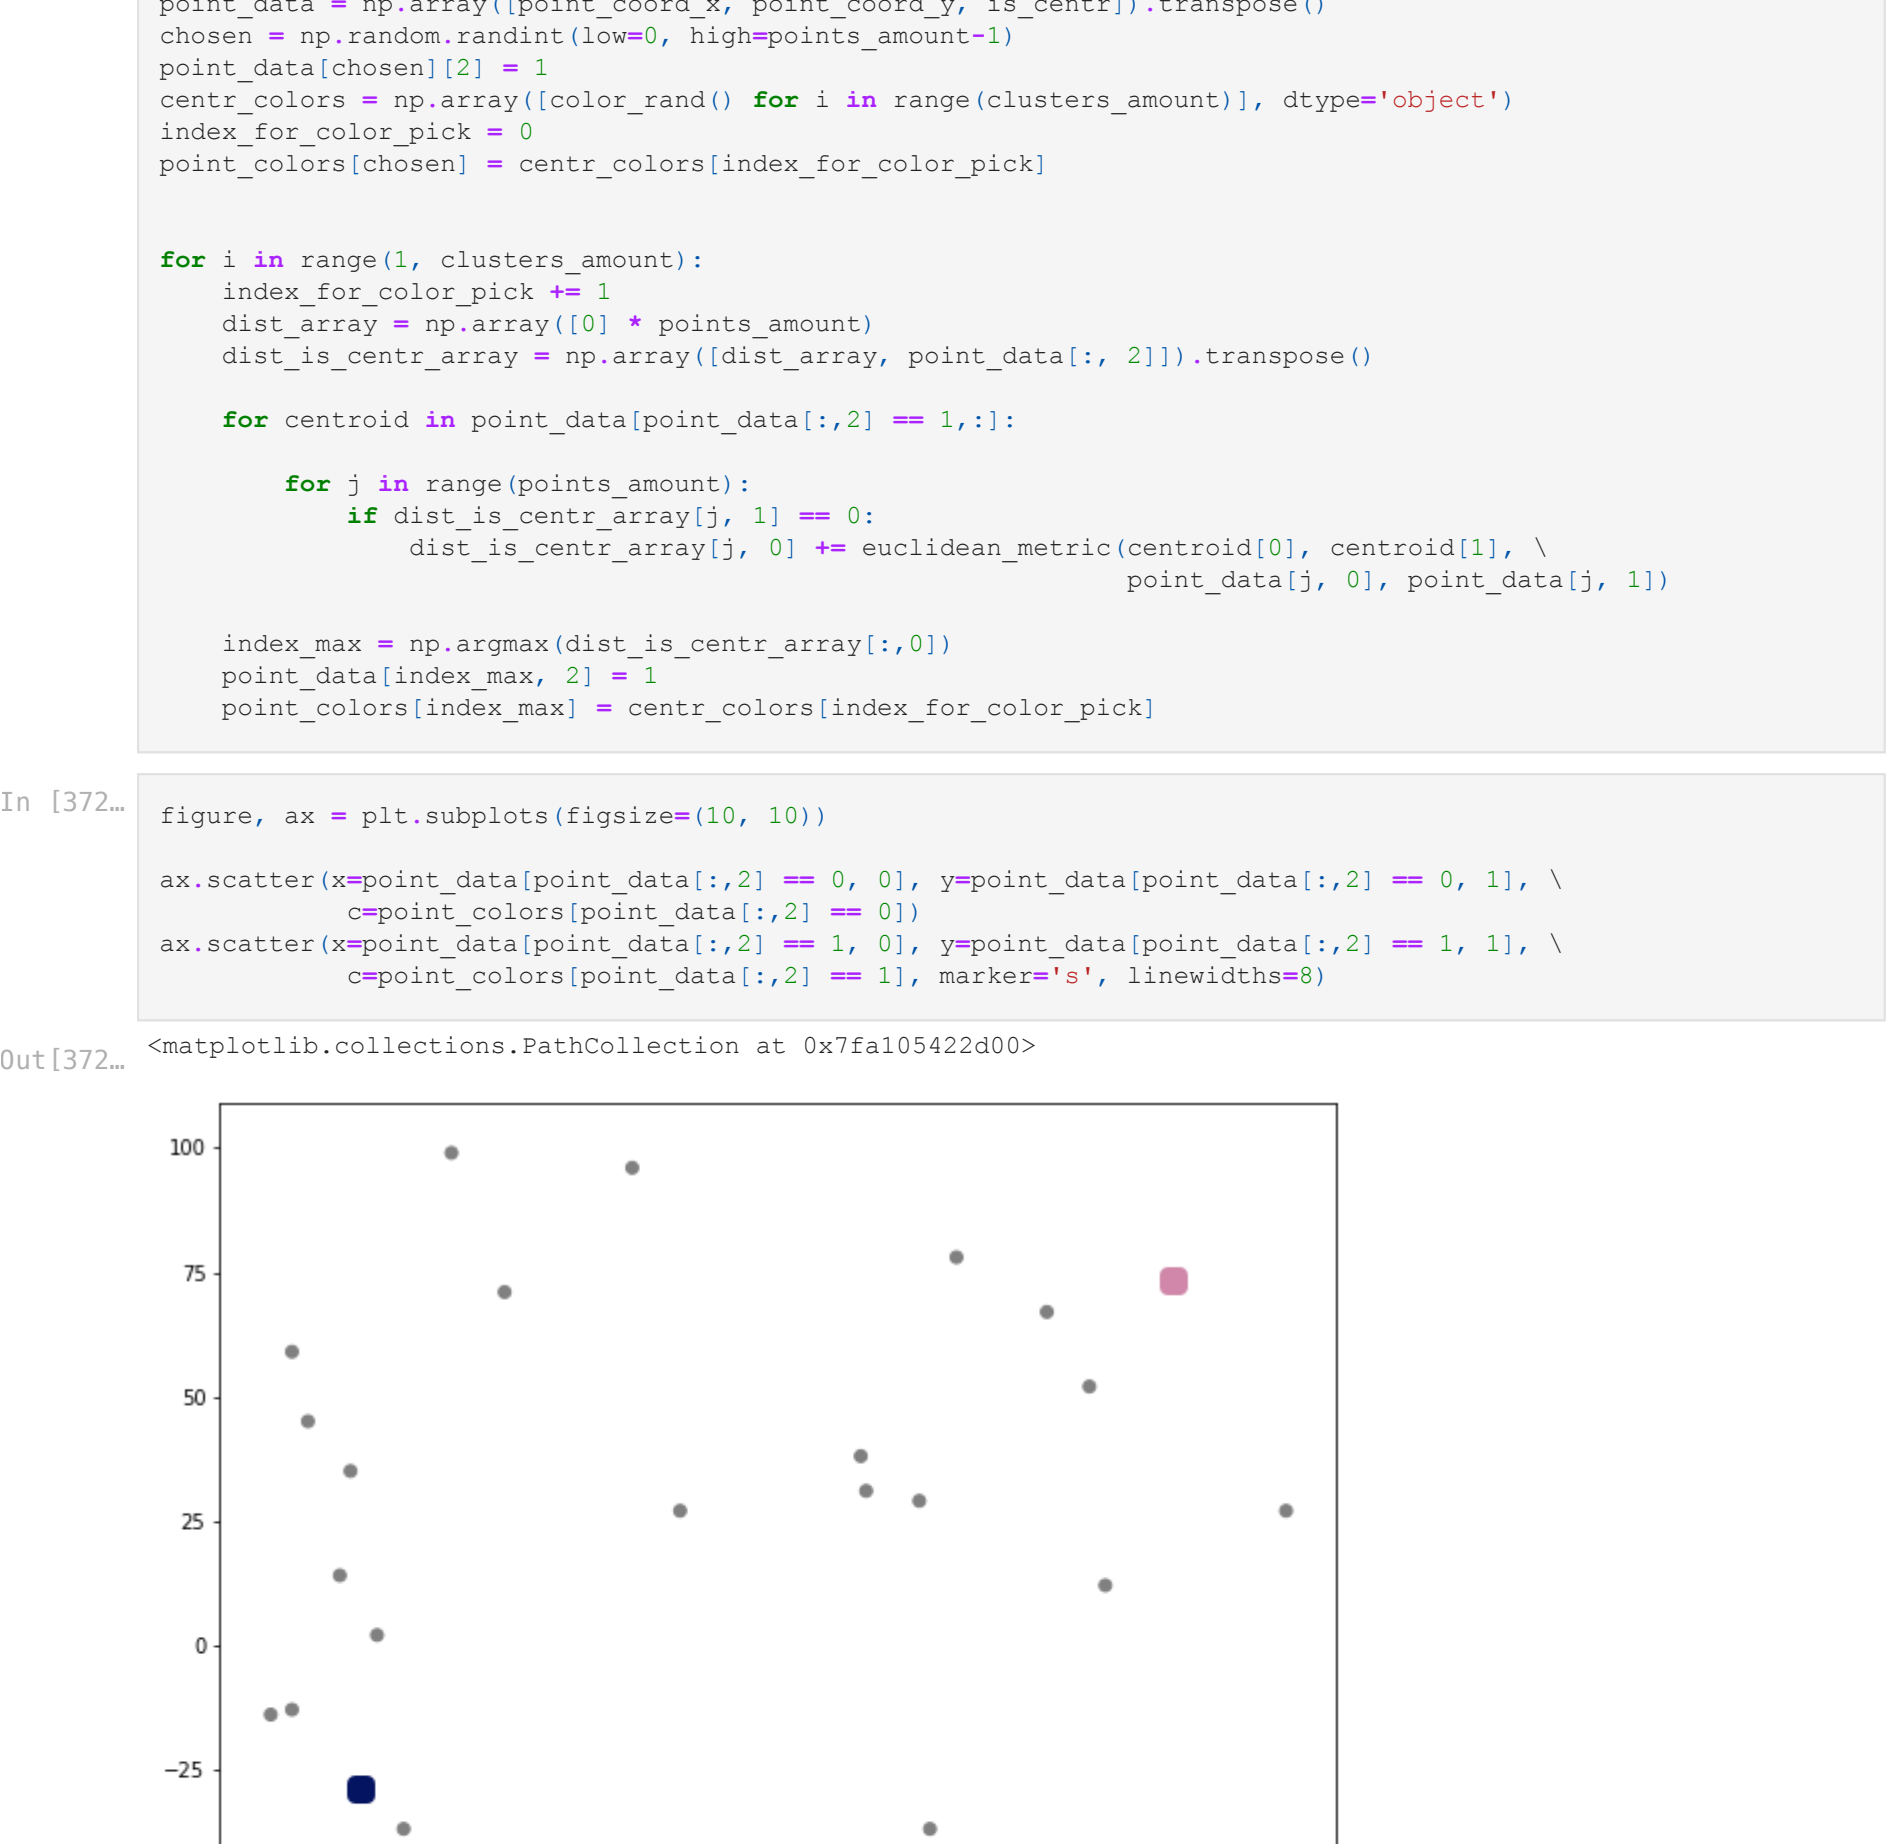 point_data = np.array([point_coord_x, point_coord_y, is_centr]).transpose()
chosen = np.random.randint(low=0, high=points_amount-1)
point_data[chosen][2] = 1
centr_colors = np.array([color_rand() for i in range(clusters_amount)], dtype='object')
index_for_color_pick = 0
point_colors[chosen] = centr_colors[index_for_color_pick]
for i in range(1, clusters_amount):
    index_for_color_pick += 1
    dist_array = np.array([0] * points_amount)
    dist_is_centr_array = np.array([dist_array, point_data[:, 2]]).transpose()
    for centroid in point_data[point_data[:,2] == 1,:]:
        for j in range(points_amount):
            if dist_is_centr_array[j, 1] == 0:
                dist_is_centr_array[j, 0] += euclidean_metric(centroid[0], centroid[1], \
                                                              point_data[j, 0], point_data[j, 1])
    index_max = np.argmax(dist_is_centr_array[:,0])
    point_data[index_max, 2] = 1
    point_colors[index_max] = centr_colors[index_for_color_pick]
In [372…
figure, ax = plt.subplots(figsize=(10, 10))
ax.scatter(x=point_data[point_data[:,2] == 0, 0], y=point_data[point_data[:,2] == 0, 1], \
            c=point_colors[point_data[:,2] == 0])
ax.scatter(x=point_data[point_data[:,2] == 1, 0], y=point_data[point_data[:,2] == 1, 1], \
            c=point_colors[point_data[:,2] == 1], marker='s', linewidths=8)
Out[372…
<matplotlib.collections.PathCollection at 0x7fa105422d00>
100
75
50
25
0
−25